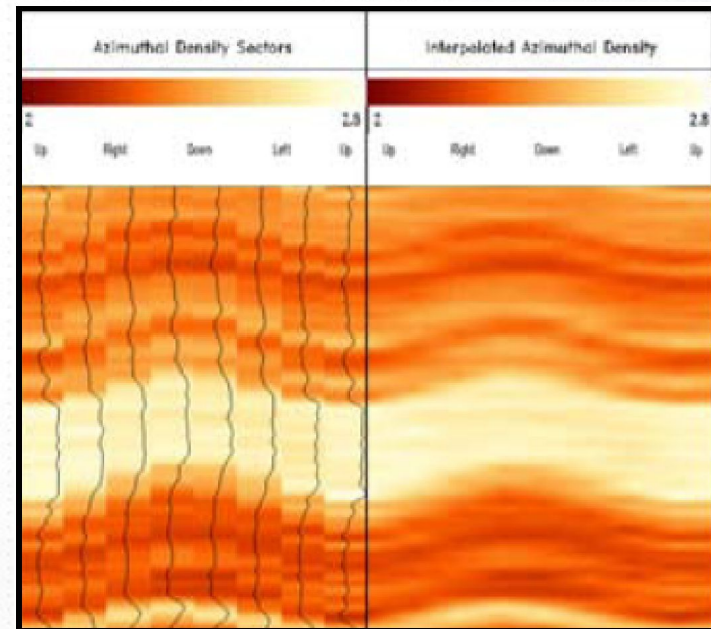 Azimuthal Density Sectors
2 2.8
Up Right Down Left Up
Interpolated Azimuthal Density
2 2.8
Up Right Down Left Up